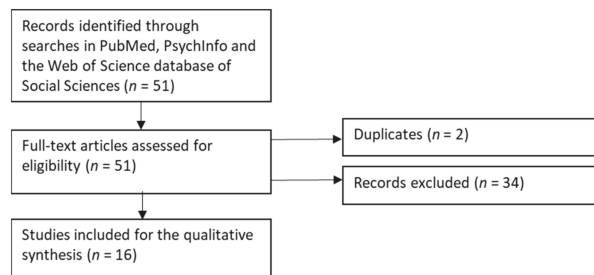 Records identified through
searches in PubMed, PsychInfo and
the Web of Science database of
Social Sciences (n = 51)
Full-text articles assessed for
eligibility (n = 51)
Duplicates (n = 2)
Records excluded (n = 34)
Studies included for the qualitative
synthesis (n = 16)